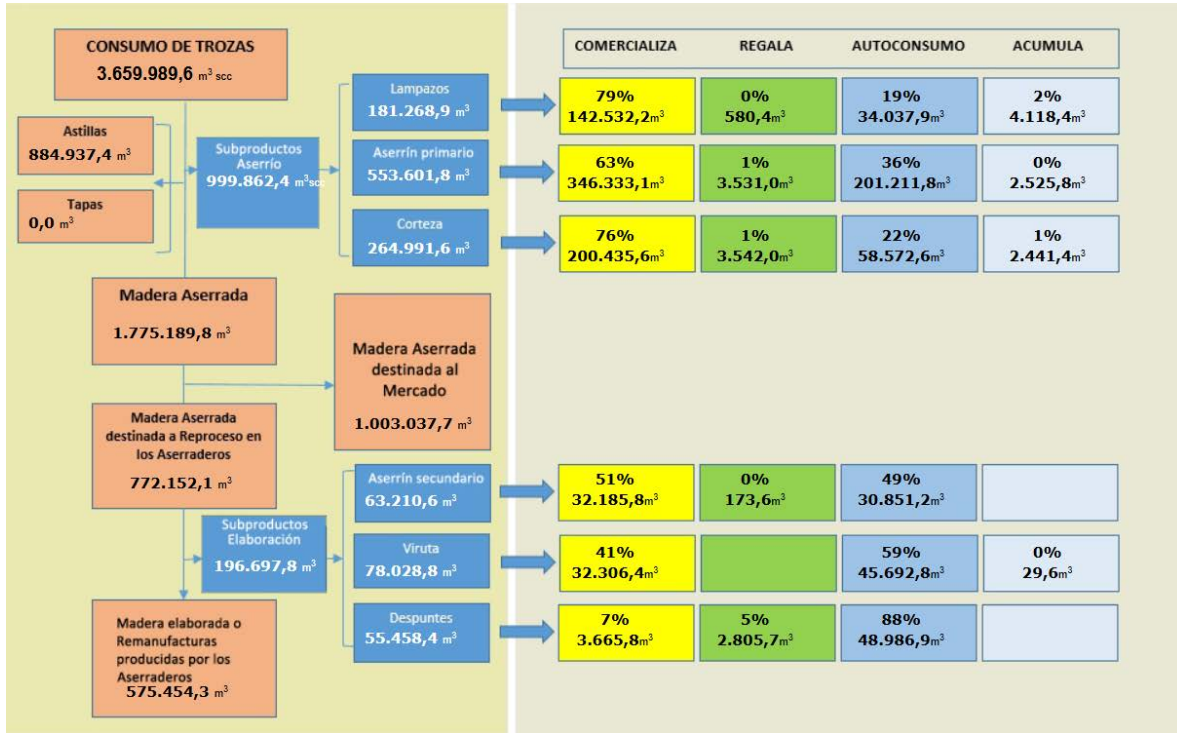 CONSUMO DE TROZAS
3.659.989,6 m³ scc
Astillas
884.937,4 m³
Tapas
0,0 m³
Subproductos
Aserrío
999.862,4 m³scc
Lampazos
181.268,9 m³
Aserrín primario
553.601,8 m³
Corteza
264.991,6 m³
Madera Aserrada
1.775.189,8 m³
Madera Aserrada
destinada al
Mercado
1.003.037,7 m³
Madera Aserrada
destinada a Reproceso en
los Aserraderos
772.152,1 m³
Subproductos
Elaboración
196.697,8 m³
Aserrín secundario
63.210,6 m³
Viruta
78.028,8 m³
Despuntes
55.458,4 m³
Madera elaborada o
Remanufacturas
producidas por los
Aserraderos
575.454,3 m³
COMERCIALIZA REGALA AUTOCONSUMO ACUMULA
79% 0% 19% 2%
142.532,2m³ 580,4m³ 34.037,9m³ 4.118,4m³
63% 1% 36% 0%
346.333,1m³ 3.531,0m³ 201.211,8m³ 2.525,8m³
76% 1% 22% 1%
200.435,6m³ 3.542,0m³ 58.572,6m³ 2.441,4m³
51% 0% 49%
32.185,8m³ 173,6m³ 30.851,2m³
41% 59% 0%
32.306,4m³ 45.692,8m³ 29,6m³
7% 5% 88%
3.665,8m³ 2.805,7m³ 48.986,9m³